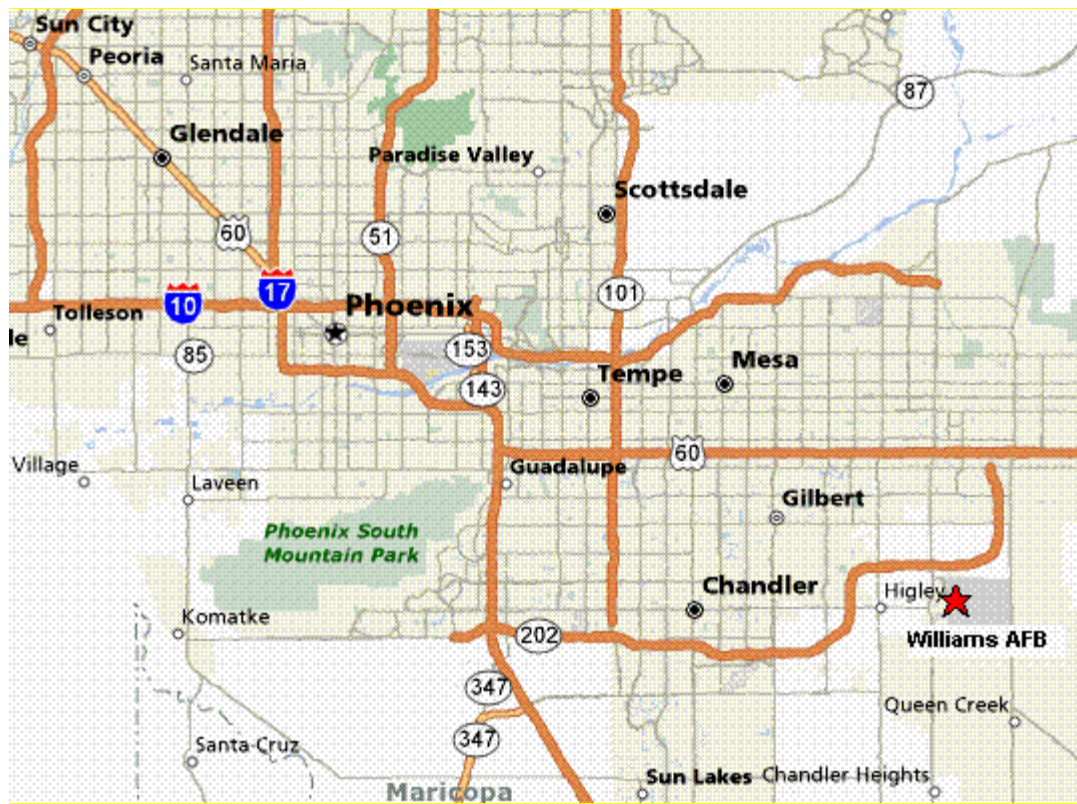 Sun City
Peoria
Santa Maria
87
Glendale
Paradise Valley
Scottsdale
60
51
17
10
101
Tolleson
Phoenix
le
85
153
Mesa
Tempe
143
60
Village
Guadalupe
Laveen
Gilbert
Phoenix South
Mountain Park
Chandler
Higley
Komatke
202
Williams AFB
347
Queen Creek
347
Santa Cruz
Sun Lakes
Chandler Heights
Maricopa